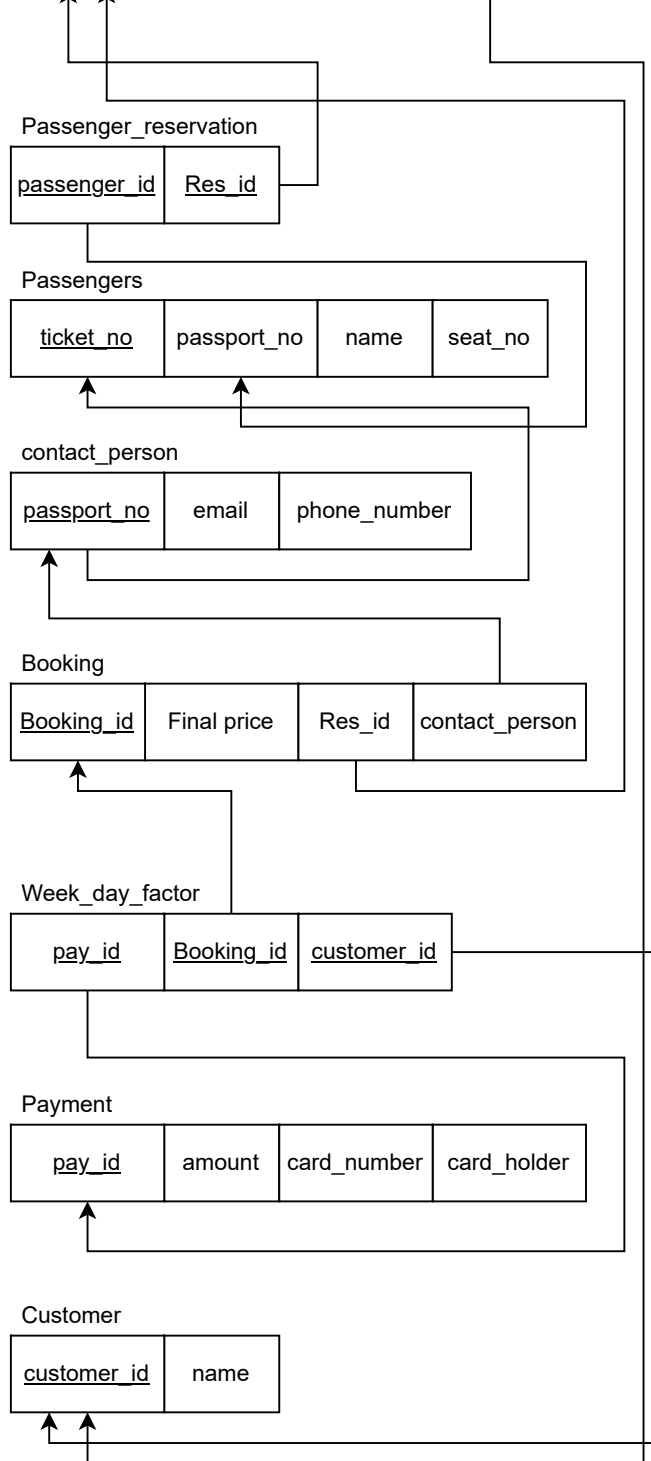 Passenger_reservation
passenger_id Res_id
Passengers
ticket_no passport_no name seat_no
contact_person
passport_no email phone_number
Booking
Booking_id Final price Res_id contact_person
Week_day_factor
pay_id Booking_id customer_id
Payment
pay_id amount card_number card_holder
Customer
customer_id name